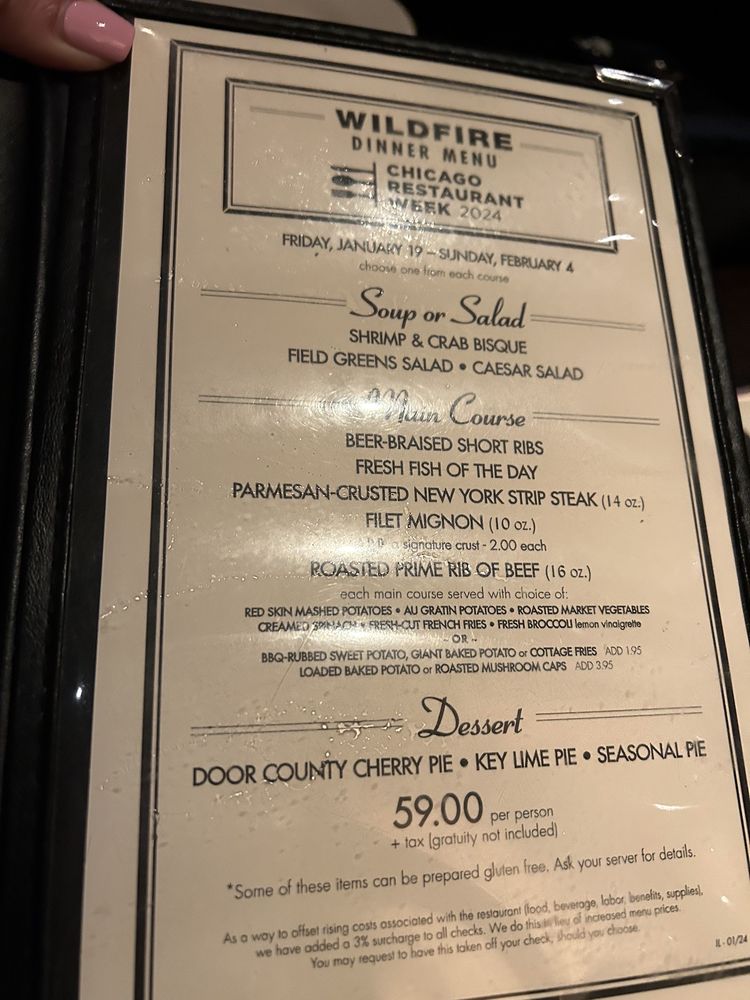 WILDFIRE
DINNER MENU
CHICAGO
RESTAURANT
WEEK 2024
FRIDAY, JANUARY 19 – SUNDAY, FEBRUARY 4
choose one from each course
Soup or Salad
SHRIMP & CRAB BISQUE
FIELD GREENS SALAD • CAESAR SALAD
Main Course
BEER-BRAISED SHORT RIBS
FRESH FISH OF THE DAY
PARMESAN-CRUSTED NEW YORK STRIP STEAK (14 oz.)
FILET MIGNON (10 oz.)
a signature crust - 2.00 each
ROASTED PRIME RIB OF BEEF (16 oz.)
each main course served with choice of:
RED SKIN MASHED POTATOES • AU GRATIN POTATOES • ROASTED MARKET VEGETABLES
CREAMED SPINACH • FRESH-CUT FRENCH FRIES • FRESH BROCCOLI lemon vinaigrette
~ OR ~
BBQ-RUBBED SWEET POTATO, GIANT BAKED POTATO or COTTAGE FRIES ADD 1.95
LOADED BAKED POTATO or ROASTED MUSHROOM CAPS ADD 3.95
Dessert
DOOR COUNTY CHERRY PIE • KEY LIME PIE • SEASONAL PIE
59.00 per person
+ tax (gratuity not included)
*Some of these items can be prepared gluten free. Ask your server for details.
As a way to offset rising costs associated with the restaurant (food, beverage, labor, benefits, supplies),
we have added a 3% surcharge to all checks. We do this in lieu of increased menu prices.
You may request to have this taken off your check, should you choose.
IL - 01/24